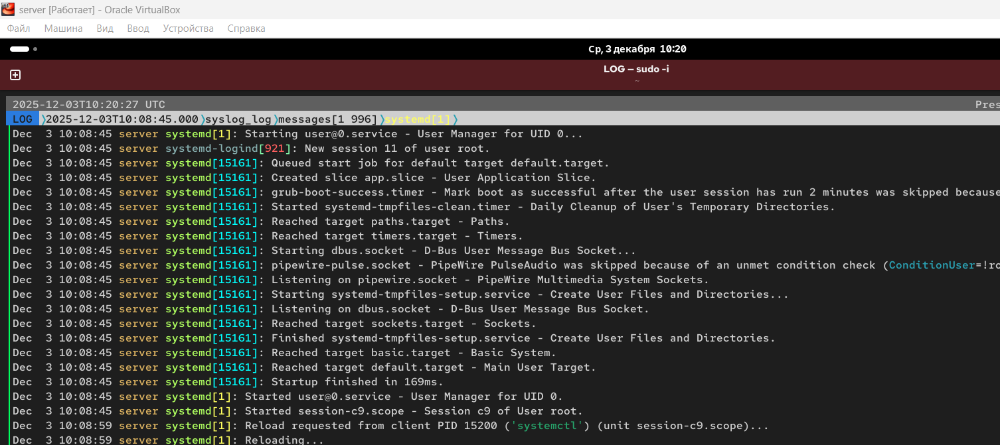 server [Работает] - Oracle VirtualBox
Файл Машина Вид Ввод Устройства Справка
Ср, 3 декабря 10:20
LOG — sudo -i
~
2025-12-03T10:20:27 UTC Pres
LOG ⟩2025-12-03T10:08:45.000⟩syslog_log⟩messages[1 996]⟩systemd[1]⟩
Dec  3 10:08:45 server systemd[1]: Starting user@0.service - User Manager for UID 0...
Dec  3 10:08:45 server systemd-logind[921]: New session 11 of user root.
Dec  3 10:08:45 server systemd[15161]: Queued start job for default target default.target.
Dec  3 10:08:45 server systemd[15161]: Created slice app.slice - User Application Slice.
Dec  3 10:08:45 server systemd[15161]: grub-boot-success.timer - Mark boot as successful after the user session has run 2 minutes was skipped because
Dec  3 10:08:45 server systemd[15161]: Started systemd-tmpfiles-clean.timer - Daily Cleanup of User's Temporary Directories.
Dec  3 10:08:45 server systemd[15161]: Reached target paths.target - Paths.
Dec  3 10:08:45 server systemd[15161]: Reached target timers.target - Timers.
Dec  3 10:08:45 server systemd[15161]: Starting dbus.socket - D-Bus User Message Bus Socket...
Dec  3 10:08:45 server systemd[15161]: pipewire-pulse.socket - PipeWire PulseAudio was skipped because of an unmet condition check (ConditionUser=!ro
Dec  3 10:08:45 server systemd[15161]: Listening on pipewire.socket - PipeWire Multimedia System Sockets.
Dec  3 10:08:45 server systemd[15161]: Starting systemd-tmpfiles-setup.service - Create User Files and Directories...
Dec  3 10:08:45 server systemd[15161]: Listening on dbus.socket - D-Bus User Message Bus Socket.
Dec  3 10:08:45 server systemd[15161]: Reached target sockets.target - Sockets.
Dec  3 10:08:45 server systemd[15161]: Finished systemd-tmpfiles-setup.service - Create User Files and Directories.
Dec  3 10:08:45 server systemd[15161]: Reached target basic.target - Basic System.
Dec  3 10:08:45 server systemd[15161]: Reached target default.target - Main User Target.
Dec  3 10:08:45 server systemd[15161]: Startup finished in 169ms.
Dec  3 10:08:45 server systemd[1]: Started user@0.service - User Manager for UID 0.
Dec  3 10:08:45 server systemd[1]: Started session-c9.scope - Session c9 of User root.
Dec  3 10:08:59 server systemd[1]: Reload requested from client PID 15200 ('systemctl') (unit session-c9.scope)...
Dec  3 10:08:59 server systemd[1]: Reloading...